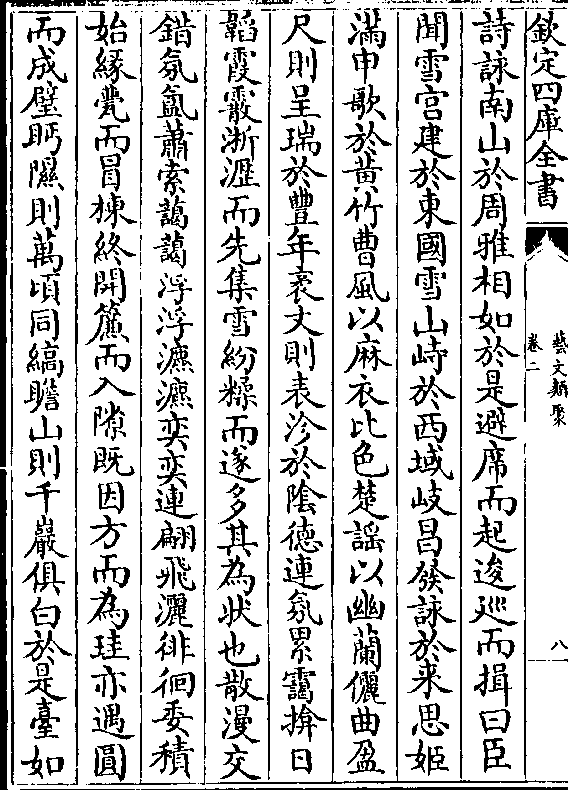 欽定四庫全書
藝文類聚
卷二
八
詩詠南山於周雅相如於是避席而起逡巡而揖曰臣
聞雪宮建於東國雪山峙於西域岐昌發詠於来思姬
滿申歌於黃竹曹風以麻衣比色楚謡以幽蘭儷曲盈
尺則呈瑞於豐年袤丈則表沴於陰德連氛累靄揜日
韜霞霰淅瀝而先集雪紛糅而遂多其為狀也散漫交
錯氛氲蕭索藹藹浮浮瀌瀌奕奕連翩飛灑徘徊委積
始緣甍而冒棟終開簾而入隙既因方而為珪亦遇圓
而成璧眄隰則萬頃同縞瞻山則千巖俱白於是臺如